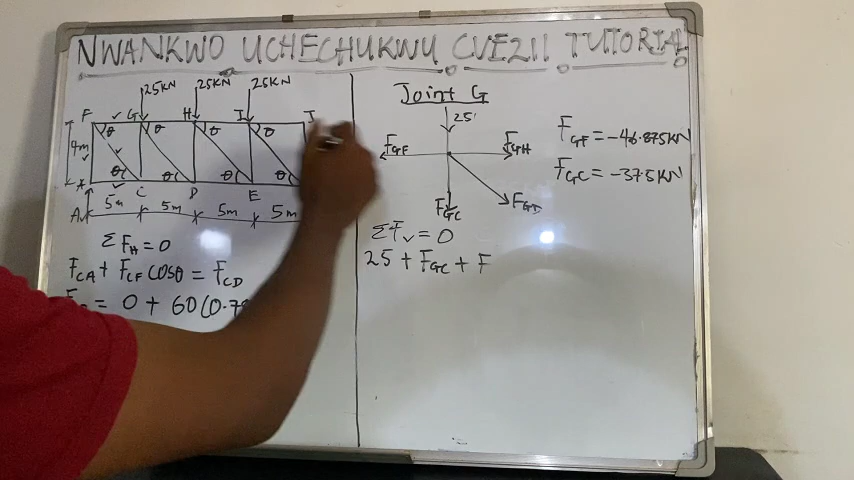 NWANKWO UCHECHUKWU CVEZII TUTORIAL
25KN 25KN 25KN
F G H I J
θ θ θ θ
4m
θ θ θ θ
A C D E
A 5m 5m 5m 5m
ΣFH = 0
FCA + FCF COSθ = FCD
= 0 + 60(0.7
Joint G
25
FGF FGH
FGC FGD
ΣFv = 0
25 + FGC + F
FGF = -46.875KN
FGC = -37.5KN